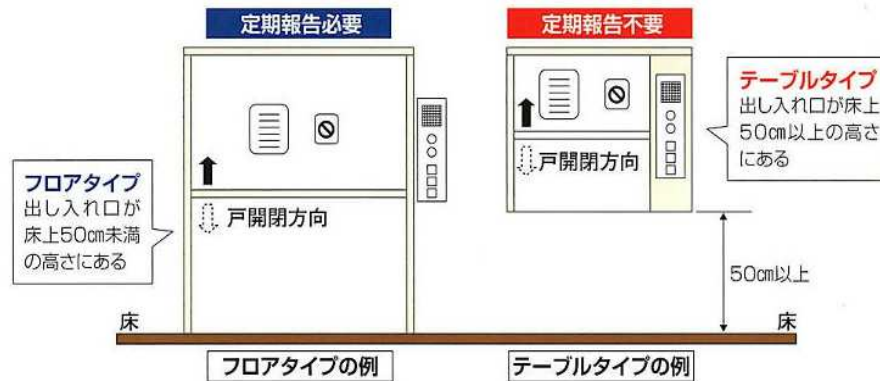 定期報告必要
定期報告不要
テーブルタイプ
出し入れ口が床上
50cm以上の高さ
にある
戸開閉方向
フロアタイプ
出し入れ口が
床上50cm未満
の高さにある
戸開閉方向
50cm以上
床
床
フロアタイプの例
テーブルタイプの例